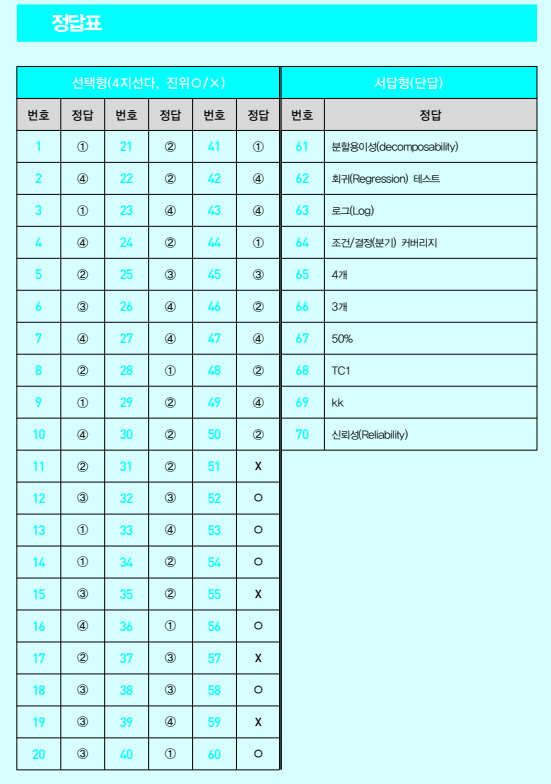 정답표
선택형(4지선다, 진위O/×) 서답형(단답)
번호 정답 번호 정답 번호 정답 번호 정답
1 ① 21 ② 41 ① 61 분할용이성(decomposability)
2 ④ 22 ② 42 ④ 62 회귀(Regression) 테스트
3 ① 23 ④ 43 ④ 63 로그(Log)
4 ④ 24 ② 44 ① 64 조건/결정(분기) 커버리지
5 ② 25 ③ 45 ③ 65 4개
6 ③ 26 ④ 46 ② 66 3개
7 ④ 27 ④ 47 ④ 67 50%
8 ② 28 ① 48 ② 68 TC1
9 ① 29 ② 49 ④ 69 kk
10 ④ 30 ② 50 ② 70 신뢰성(Reliability)
11 ② 31 ② 51 X
12 ③ 32 ③ 52 O
13 ① 33 ④ 53 O
14 ① 34 ② 54 O
15 ③ 35 ② 55 X
16 ④ 36 ① 56 O
17 ② 37 ③ 57 X
18 ③ 38 ③ 58 O
19 ③ 39 ④ 59 X
20 ③ 40 ① 60 O